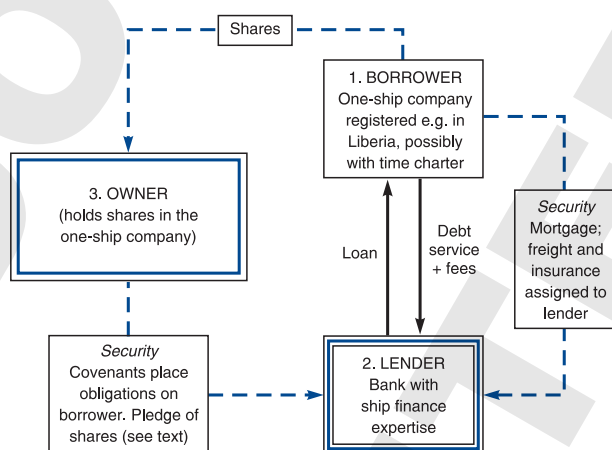 Shares
1. BORROWER
One-ship company
registered e.g. in
Liberia, possibly
with time charter
3. OWNER
(holds shares in the
one-ship company)
Security
Mortgage;
freight and
insurance
assigned to
lender
Loan
Debt
service
+ fees
Security
Covenants place
obligations on
borrower. Pledge of
shares (see text)
2. LENDER
Bank with
ship finance
expertise